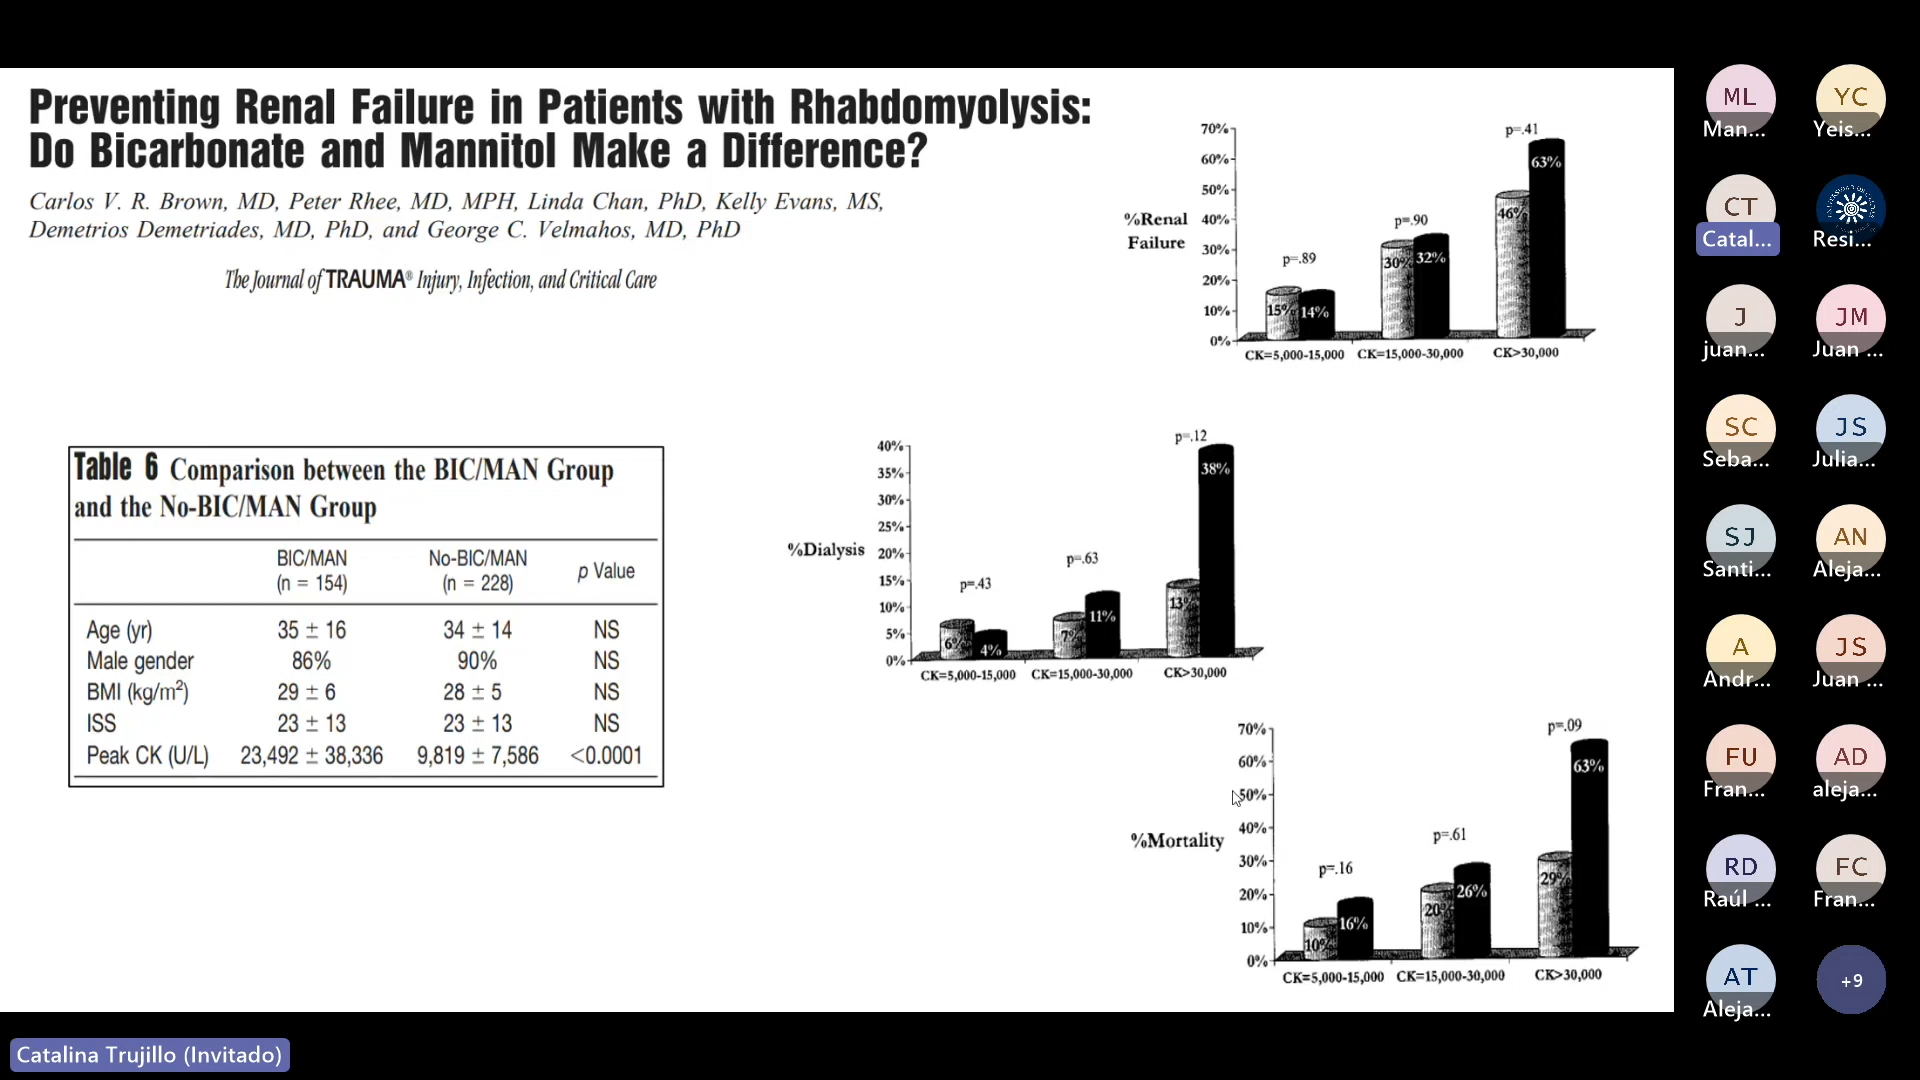 Preventing Renal Failure in Patients with Rhabdomyolysis:
Do Bicarbonate and Mannitol Make a Difference?
Carlos V. R. Brown, MD, Peter Rhee, MD, MPH, Linda Chan, PhD, Kelly Evans, MS,
Demetrios Demetriades, MD, PhD, and George C. Velmahos, MD, PhD
The Journal of TRAUMA® Injury, Infection, and Critical Care
Table 6 Comparison between the BIC/MAN Group
and the No-BIC/MAN Group
BIC/MAN (n = 154) No-BIC/MAN (n = 228) p Value
Age (yr) 35 ± 16 34 ± 14 NS
Male gender 86% 90% NS
BMI (kg/m²) 29 ± 6 28 ± 5 NS
ISS 23 ± 13 23 ± 13 NS
Peak CK (U/L) 23,492 ± 38,336 9,819 ± 7,586 <0.0001
%Renal
Failure
70%
60%
50%
40%
30%
20%
10%
0%
p=.89
p=.90
p=.41
15% 14%
30% 32%
46% 63%
CK=5,000-15,000 CK=15,000-30,000 CK>30,000
%Dialysis
40%
35%
30%
25%
20%
15%
10%
5%
0%
p=.43
p=.63
p=.12
6% 4%
7% 11%
13% 38%
CK=5,000-15,000 CK=15,000-30,000 CK>30,000
%Mortality
70%
60%
50%
40%
30%
20%
10%
0%
p=.16
p=.61
p=.09
10% 16%
20% 26%
29% 63%
CK=5,000-15,000 CK=15,000-30,000 CK>30,000
ML YC
Man... Yeis...
CT
Catal... Resi...
J JM
juan... Juan ...
SC JS
Seba... Julia...
SJ AN
Santi... Aleja...
A JS
Andr... Juan ...
FU AD
Fran... aleja...
RD FC
Raúl ... Fran...
AT +9
Aleja...
Catalina Trujillo (Invitado)